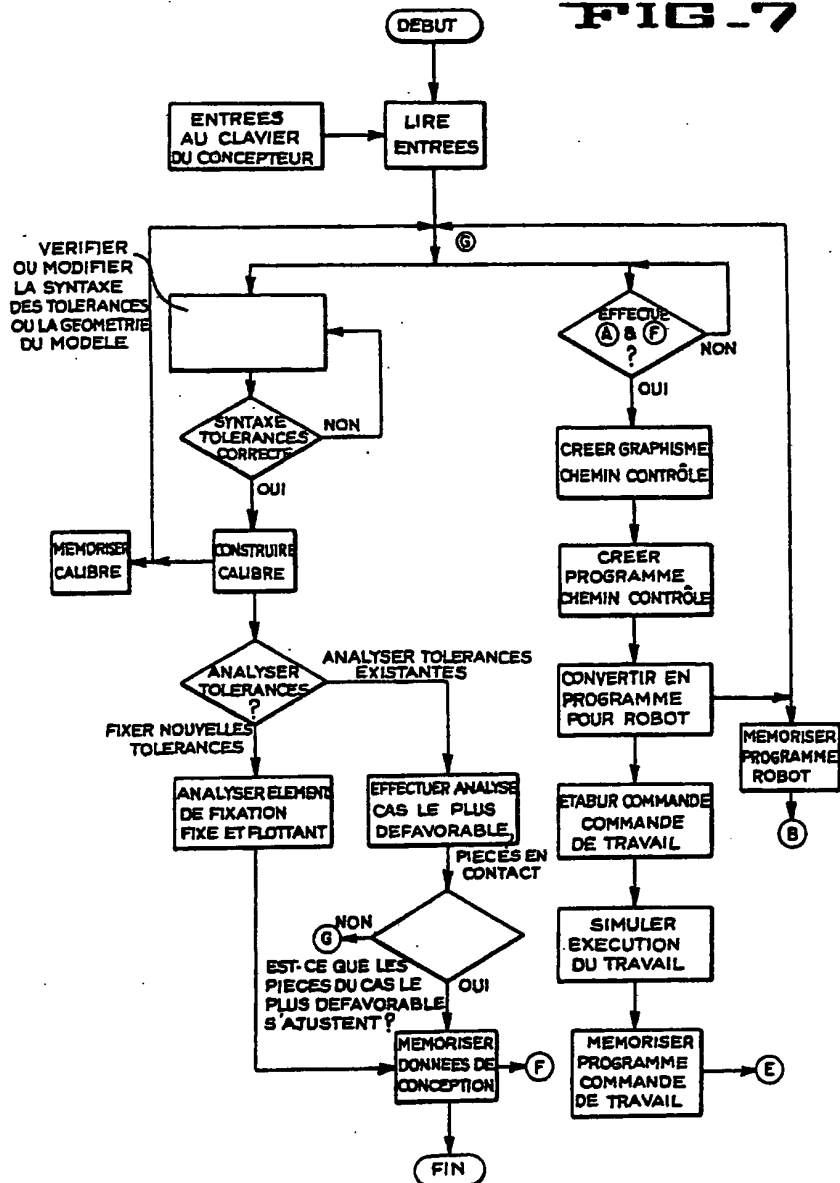 FIG_7
DEBUT
ENTREES
AU CLAVIER
DU CONCEPTEUR
LIRE
ENTREES
G
VERIFIER
OU MODIFIER
LA SYNTAXE
DES TOLERANCES
OU LA GEOMETRIE
DU MODELE
SYNTAXE
TOLERANCES
CORRECTE
NON
OUI
MEMORISER
CALIBRE
CONSTRUIRE
CALIBRE
ANALYSER
TOLERANCES
?
ANALYSER TOLERANCES
EXISTANTES
FIXER NOUVELLES
TOLERANCES
ANALYSER ELEMENT
DE FIXATION
FIXE ET FLOTTANT
EFFECTUER ANALYSE
CAS LE PLUS
DEFAVORABLE,
PIECES EN
CONTACT
NON
G
EST-CE QUE LES
PIECES DU CAS LE
PLUS DEFAVORABLE
S'AJUSTENT?
OUI
MEMORISER
DONNEES DE
CONCEPTION
F
FIN
EFFECTUE
A & F
?
NON
OUI
CREER GRAPHISME
CHEMIN CONTRÔLE
CREER
PROGRAMME
CHEMIN CONTRÔLE
CONVERTIR EN
PROGRAMME
POUR ROBOT
MEMORISER
PROGRAMME
ROBOT
B
ETABUR COMMANDE
COMMANDE
DE TRAVAIL
SIMULER
EXECUTION
DU TRAVAIL
MEMORISER
PROGRAMME
COMMANDE
DE TRAVAIL
E